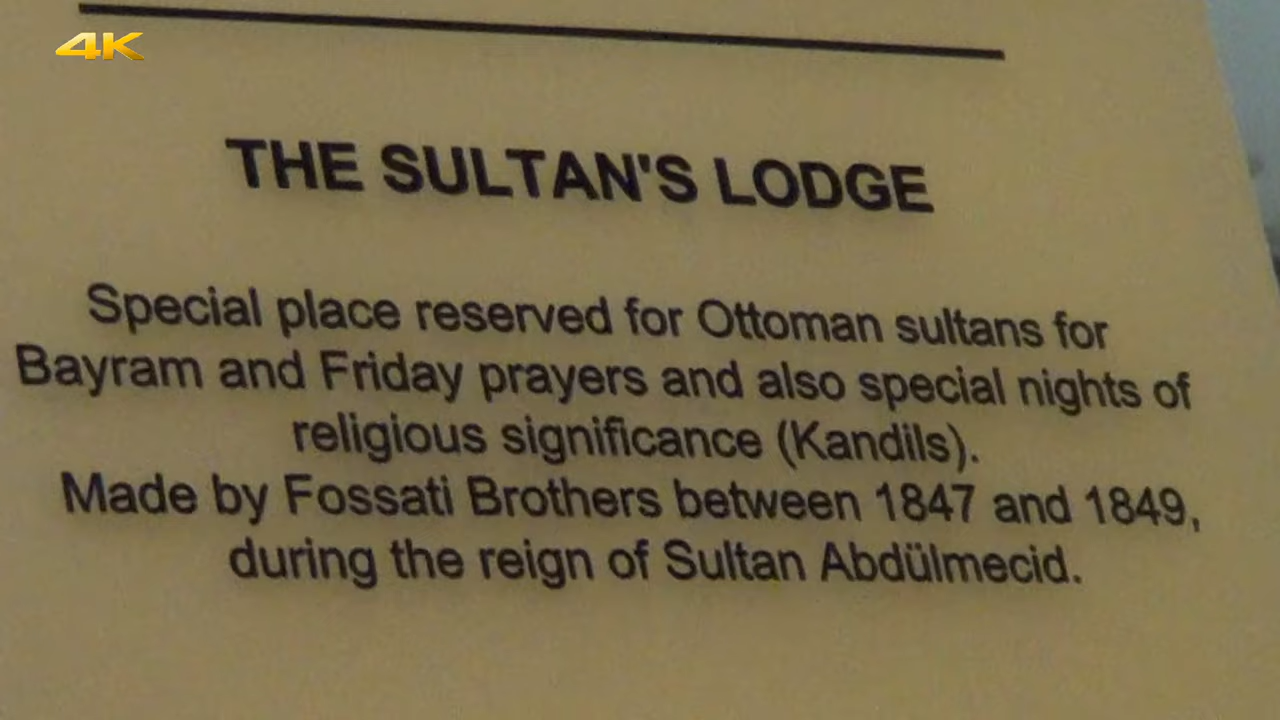 4K
THE SULTAN'S LODGE
Special place reserved for Ottoman sultans for
Bayram and Friday prayers and also special nights of
religious significance (Kandils).
Made by Fossati Brothers between 1847 and 1849,
during the reign of Sultan Abdülmecid.